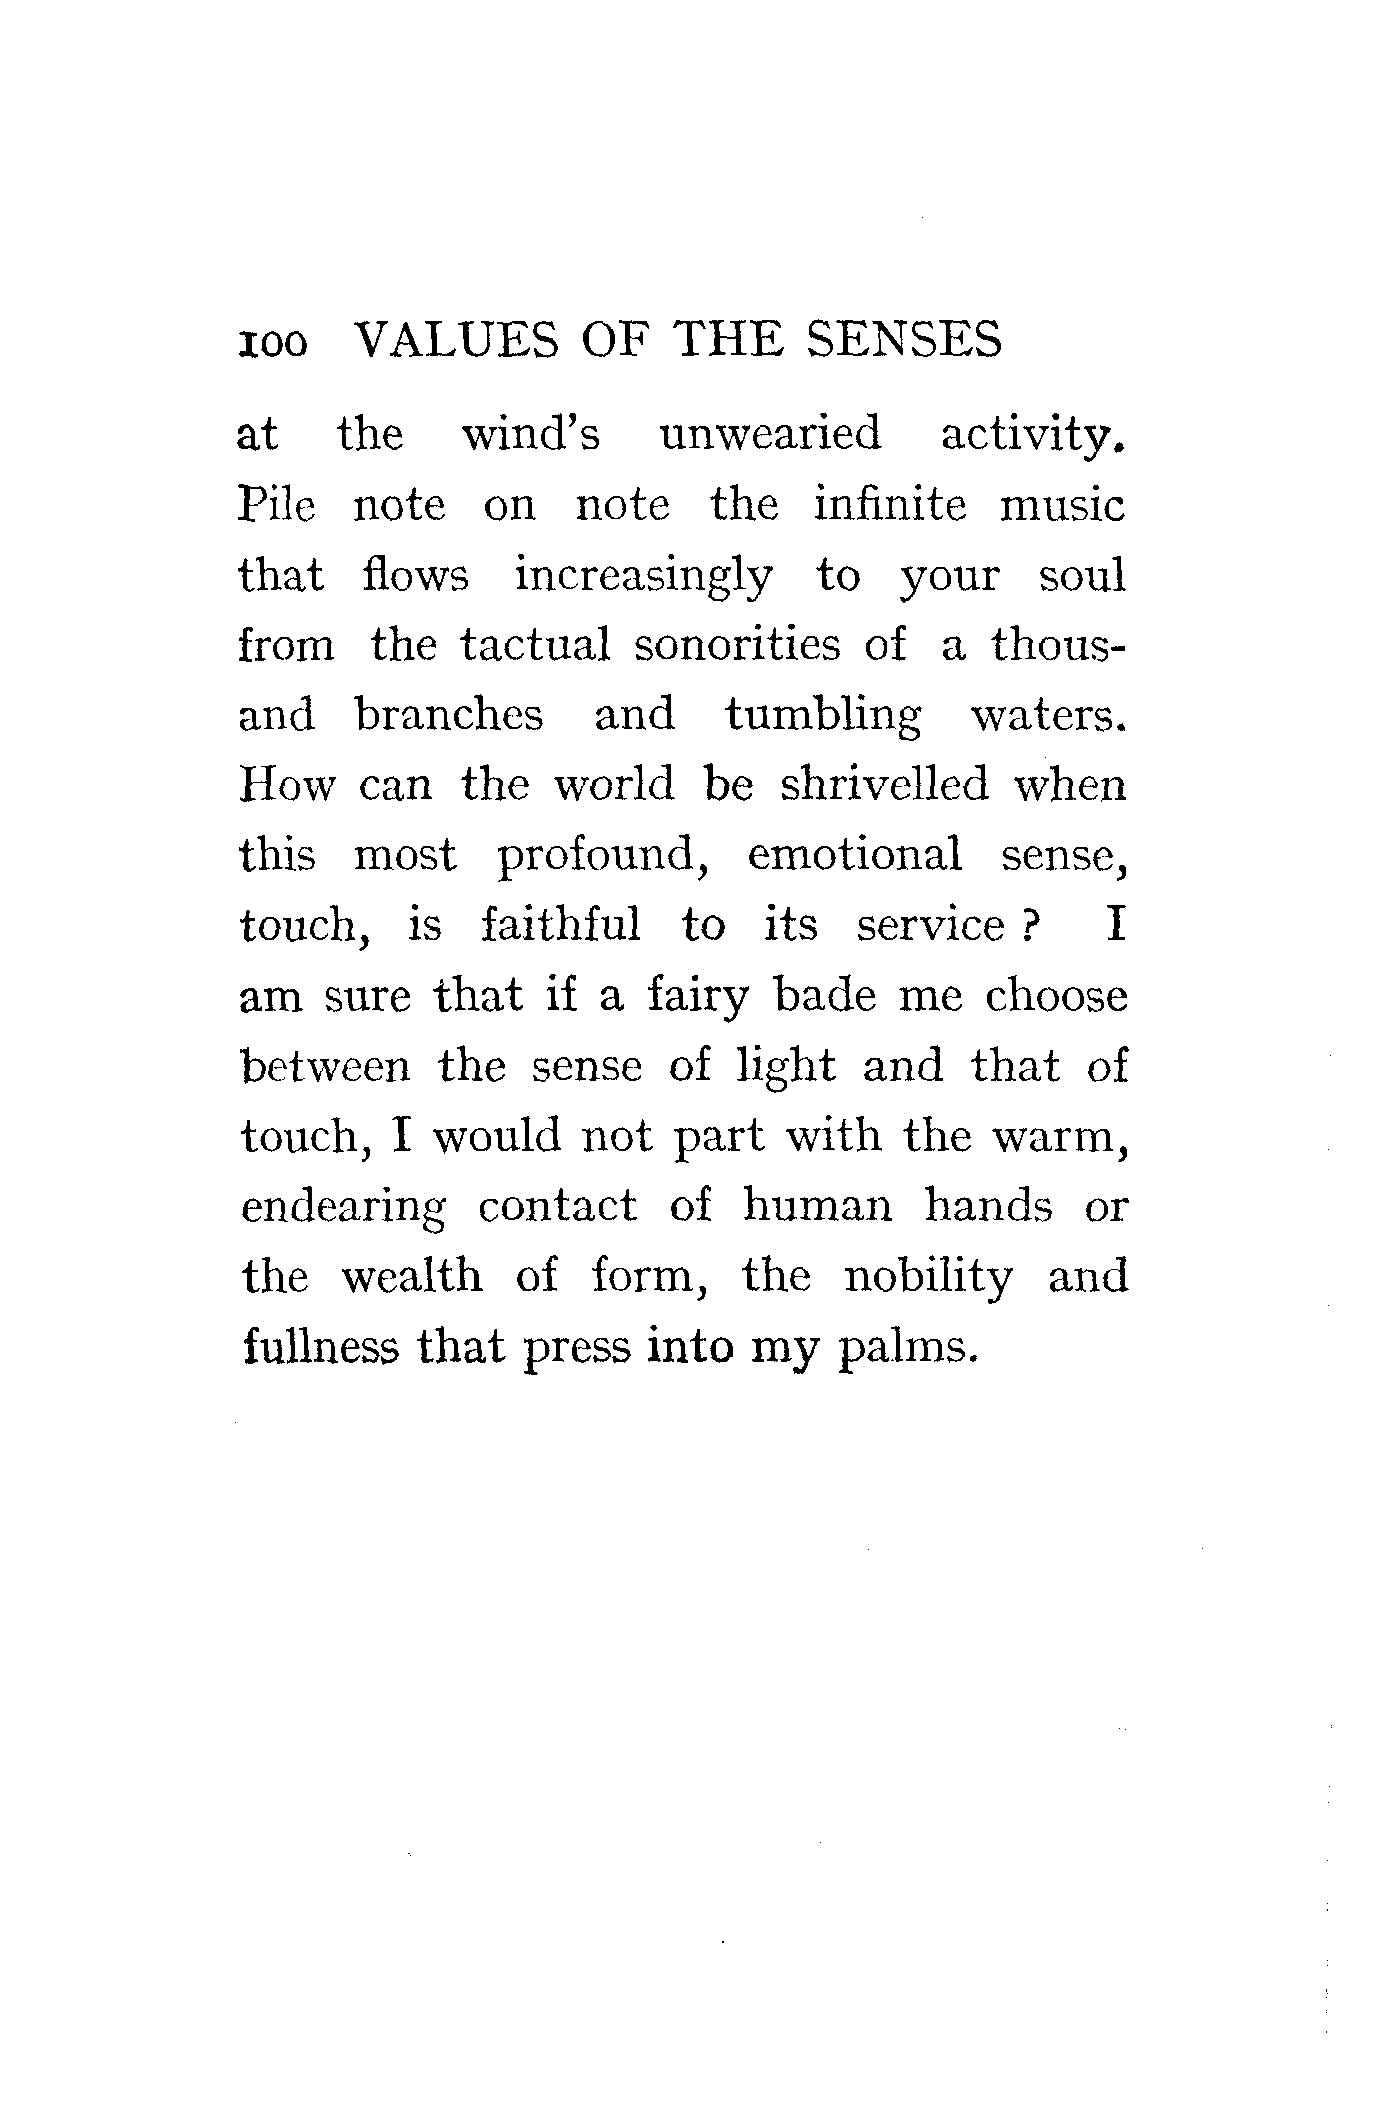 100 VALUES OF THE SENSES
at the wind's unwearied activity.
Pile note on note the infinite music
that flows increasingly to your soul
from the tactual sonorities of a thous-
and branches and tumbling waters.
How can the world be shrivelled when
this most profound, emotional sense,
touch, is faithful to its service ? I
am sure that if a fairy bade me choose
between the sense of light and that of
touch, I would not part with the warm,
endearing contact of human hands or
the wealth of form, the nobility and
fullness that press into my palms.